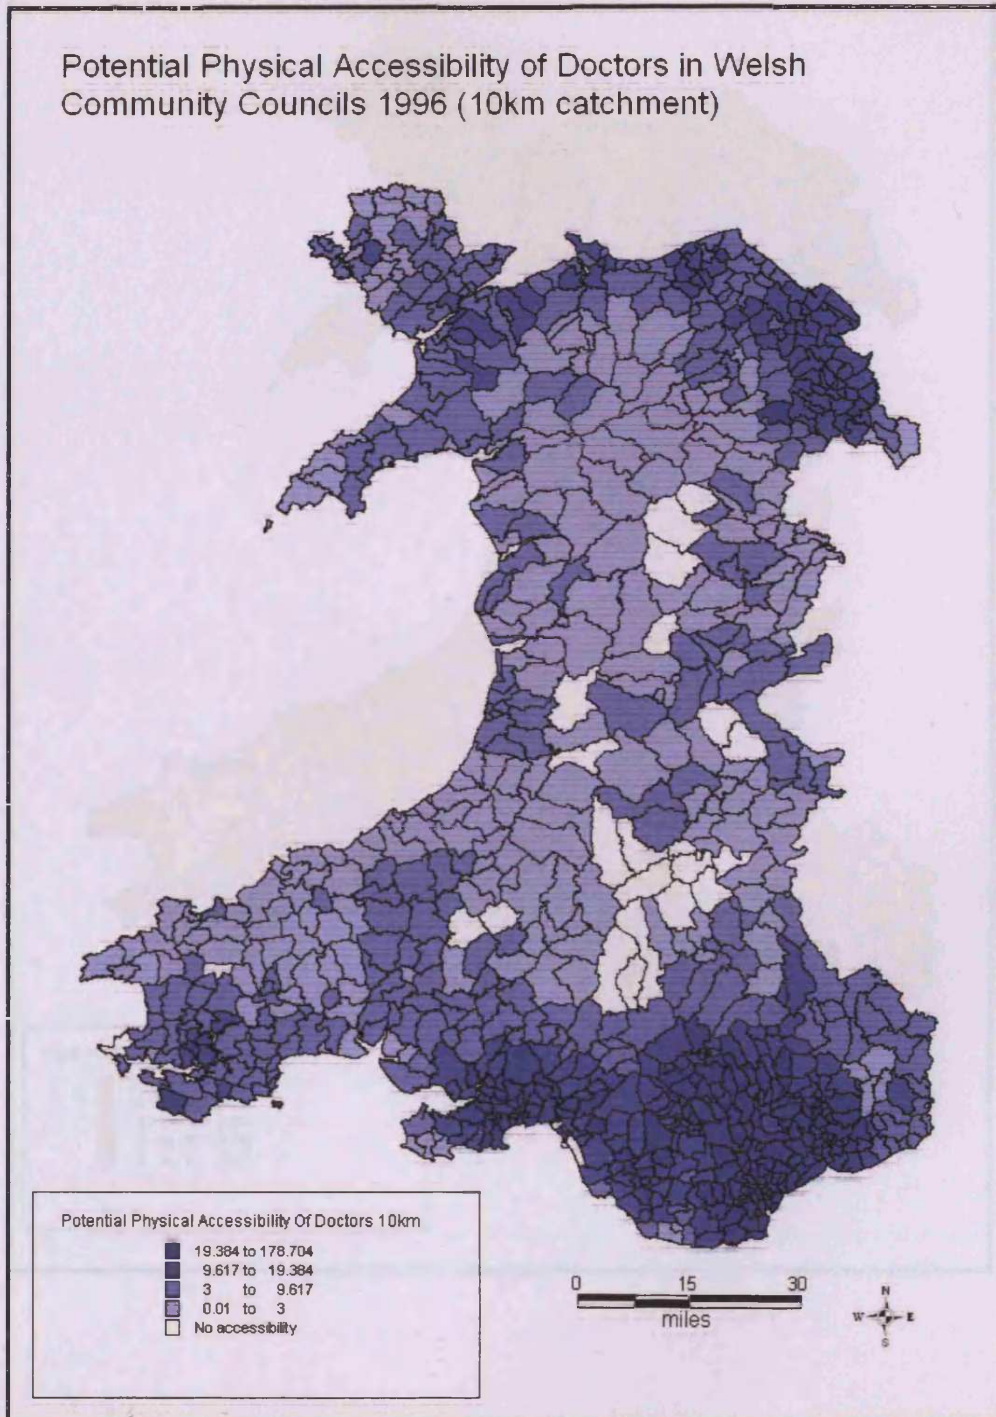 Potential Physical Accessibility of Doctors in Welsh
Community Councils 1996 (10km catchment)
Potential Physical Accessibility Of Doctors 10km
19.384 to 178.704
9.617 to 19.384
3 to 9.617
0.01 to 3
No accessibility
0 15 30
miles
N
W E
S